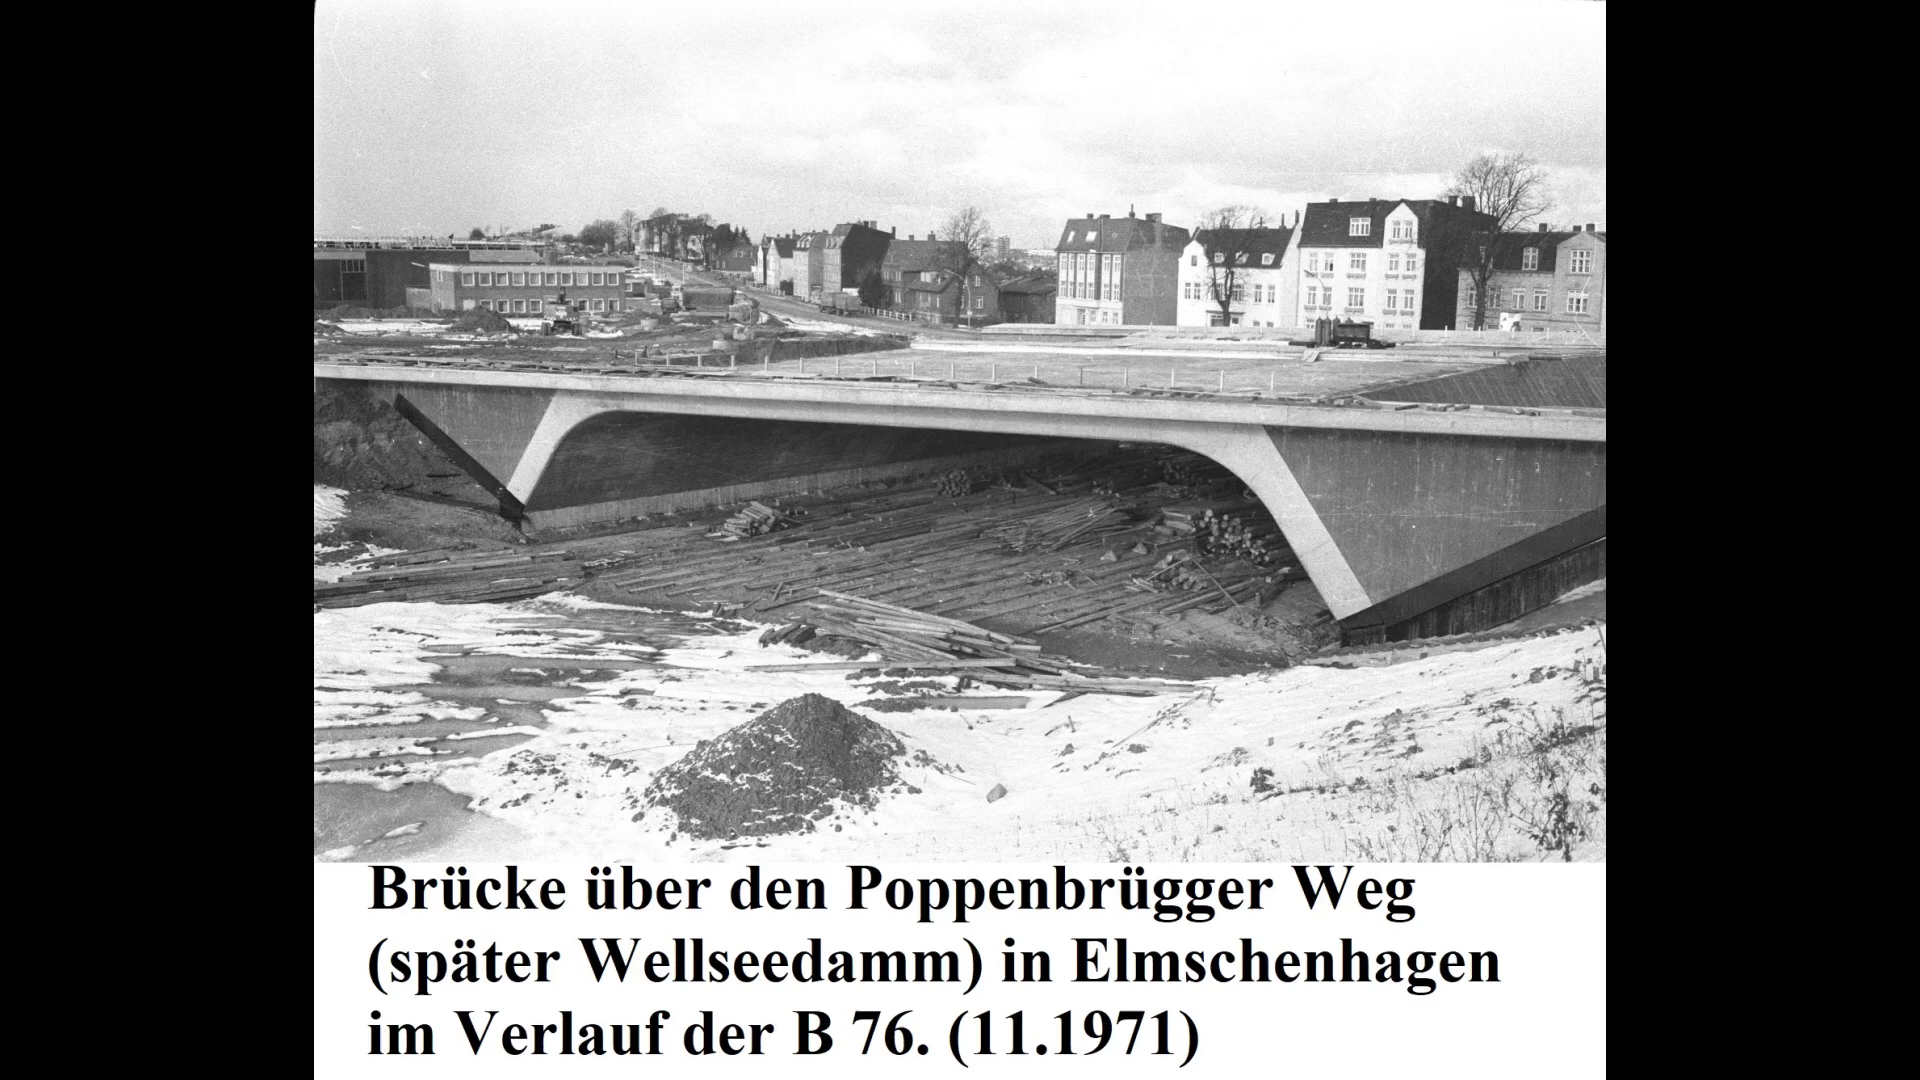 Brücke über den Poppenbrügger Weg
(später Wellseedamm) in Elmschenhagen
im Verlauf der B 76. (11.1971)